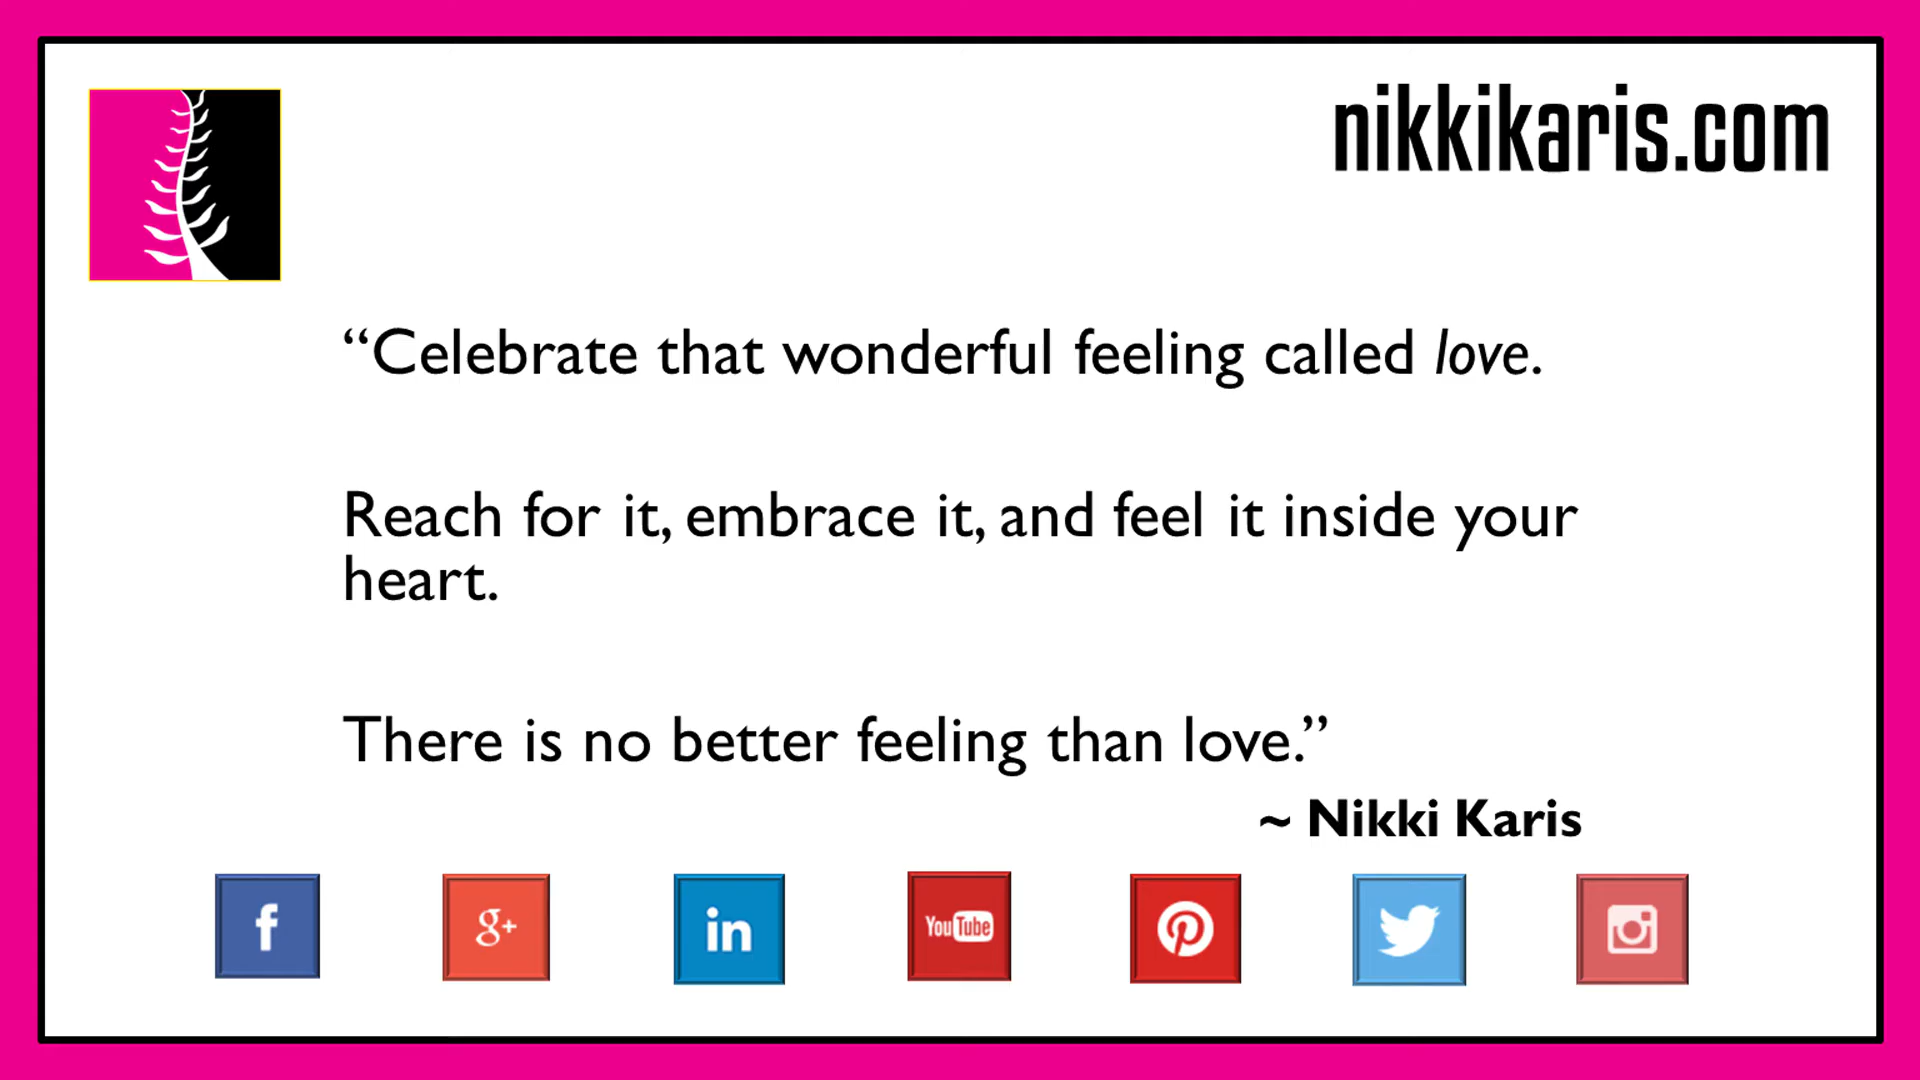 nikkikaris.com
“Celebrate that wonderful feeling called love.
Reach for it, embrace it, and feel it inside your
heart.
There is no better feeling than love.”
~ Nikki Karis
f g+ in YouTube